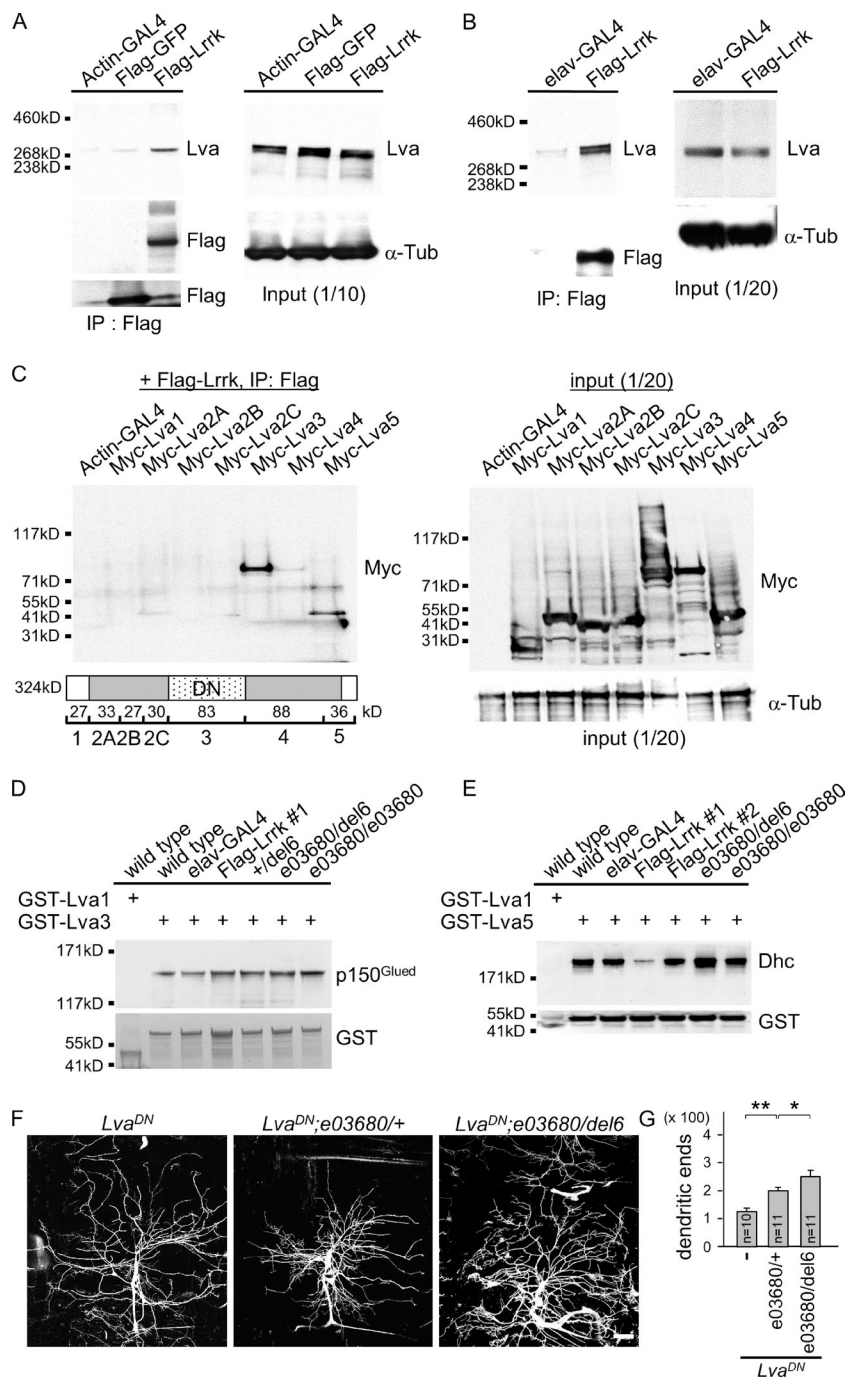 A
Actin-GAL4
Flag-GFP
Flag-Lrrk
460kD
268kD
238kD
Lva
Flag
Flag
IP : Flag
Actin-GAL4
Flag-GFP
Flag-Lrrk
Lva
α-Tub
Input (1/10)
B
elav-GAL4
Flag-Lrrk
460kD
268kD
238kD
Lva
Flag
IP: Flag
elav-GAL4
Flag-Lrrk
Lva
α-Tub
Input (1/20)
C
+ Flag-Lrrk, IP: Flag
Actin-GAL4
Myc-Lva1
Myc-Lva2A
Myc-Lva2B
Myc-Lva2C
Myc-Lva3
Myc-Lva4
Myc-Lva5
117kD
71kD
55kD
41kD
31kD
Myc
324kD
DN
27 33 27 30 83 88 36 kD
1 2A 2B 2C 3 4 5
input (1/20)
Actin-GAL4
Myc-Lva1
Myc-Lva2A
Myc-Lva2B
Myc-Lva2C
Myc-Lva3
Myc-Lva4
Myc-Lva5
117kD
71kD
55kD
41kD
31kD
Myc
α-Tub
input (1/20)
D
wild type
wild type
elav-GAL4
Flag-Lrrk #1
+/del6
e03680/del6
e03680/e03680
GST-Lva1 +
GST-Lva3 + + + + + +
171kD
117kD
p150Glued
55kD
41kD
GST
E
wild type
wild type
elav-GAL4
Flag-Lrrk #1
Flag-Lrrk #2
e03680/del6
e03680/e03680
GST-Lva1 +
GST-Lva5 + + + + + +
171kD
Dhc
55kD
41kD
GST
F
LvaDN
LvaDN;e03680/+
LvaDN;e03680/del6
G
(x 100)
** *
4
3
2
1
0
dendritic ends
n=10
n=11
n=11
-
e03680/+
e03680/del6
LvaDN